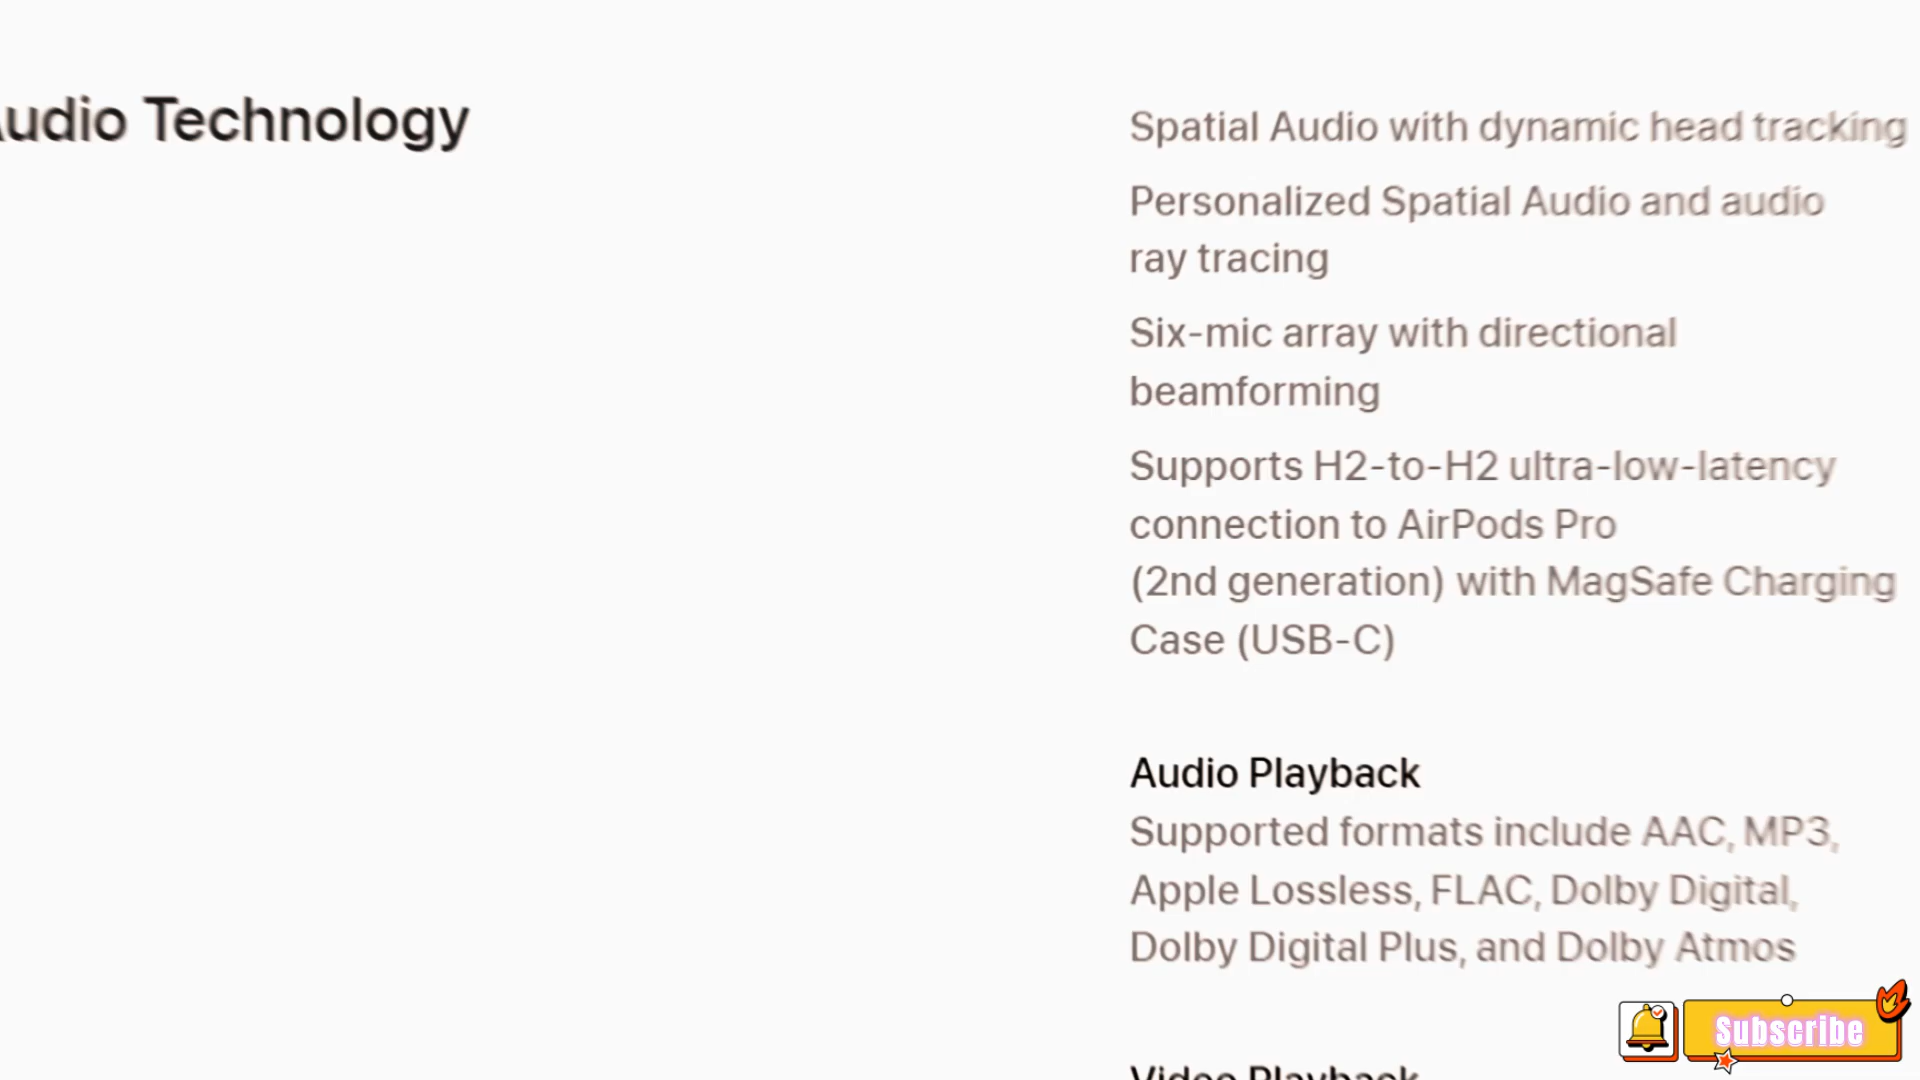 udio Technology
Spatial Audio with dynamic head tracking
Personalized Spatial Audio and audio
ray tracing
Six-mic array with directional
beamforming
Supports H2-to-H2 ultra-low-latency
connection to AirPods Pro
(2nd generation) with MagSafe Charging
Case (USB-C)
Audio Playback
Supported formats include AAC, MP3,
Apple Lossless, FLAC, Dolby Digital,
Dolby Digital Plus, and Dolby Atmos
Video Playback
Subscribe